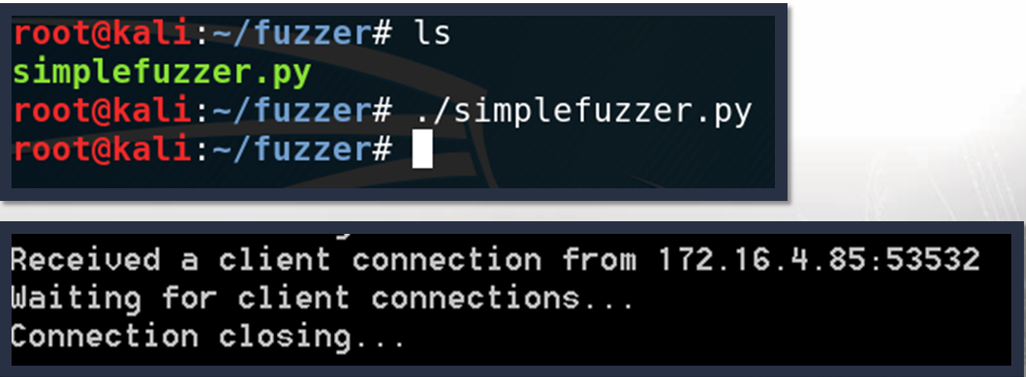 root@kali:~/fuzzer# ls
simplefuzzer.py
root@kali:~/fuzzer# ./simplefuzzer.py
root@kali:~/fuzzer#
Received a client connection from 172.16.4.85:53532
Waiting for client connections...
Connection closing...